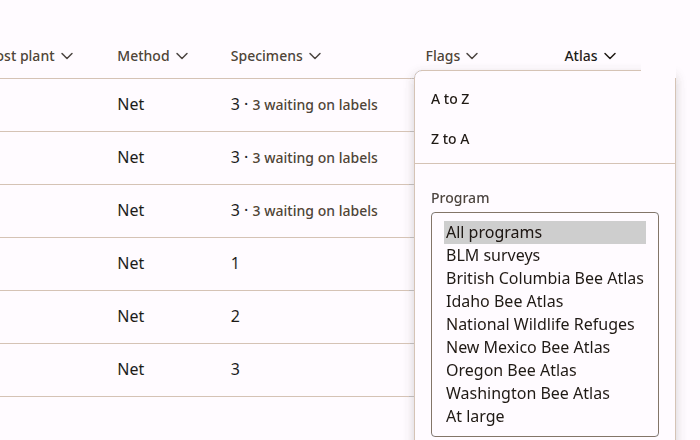 ost plant Method Specimens Flags Atlas
Net 3 · 3 waiting on labels
Net 3 · 3 waiting on labels
Net 3 · 3 waiting on labels
Net 1
Net 2
Net 3
A to Z
Z to A
Program
All programs
BLM surveys
British Columbia Bee Atlas
Idaho Bee Atlas
National Wildlife Refuges
New Mexico Bee Atlas
Oregon Bee Atlas
Washington Bee Atlas
At large